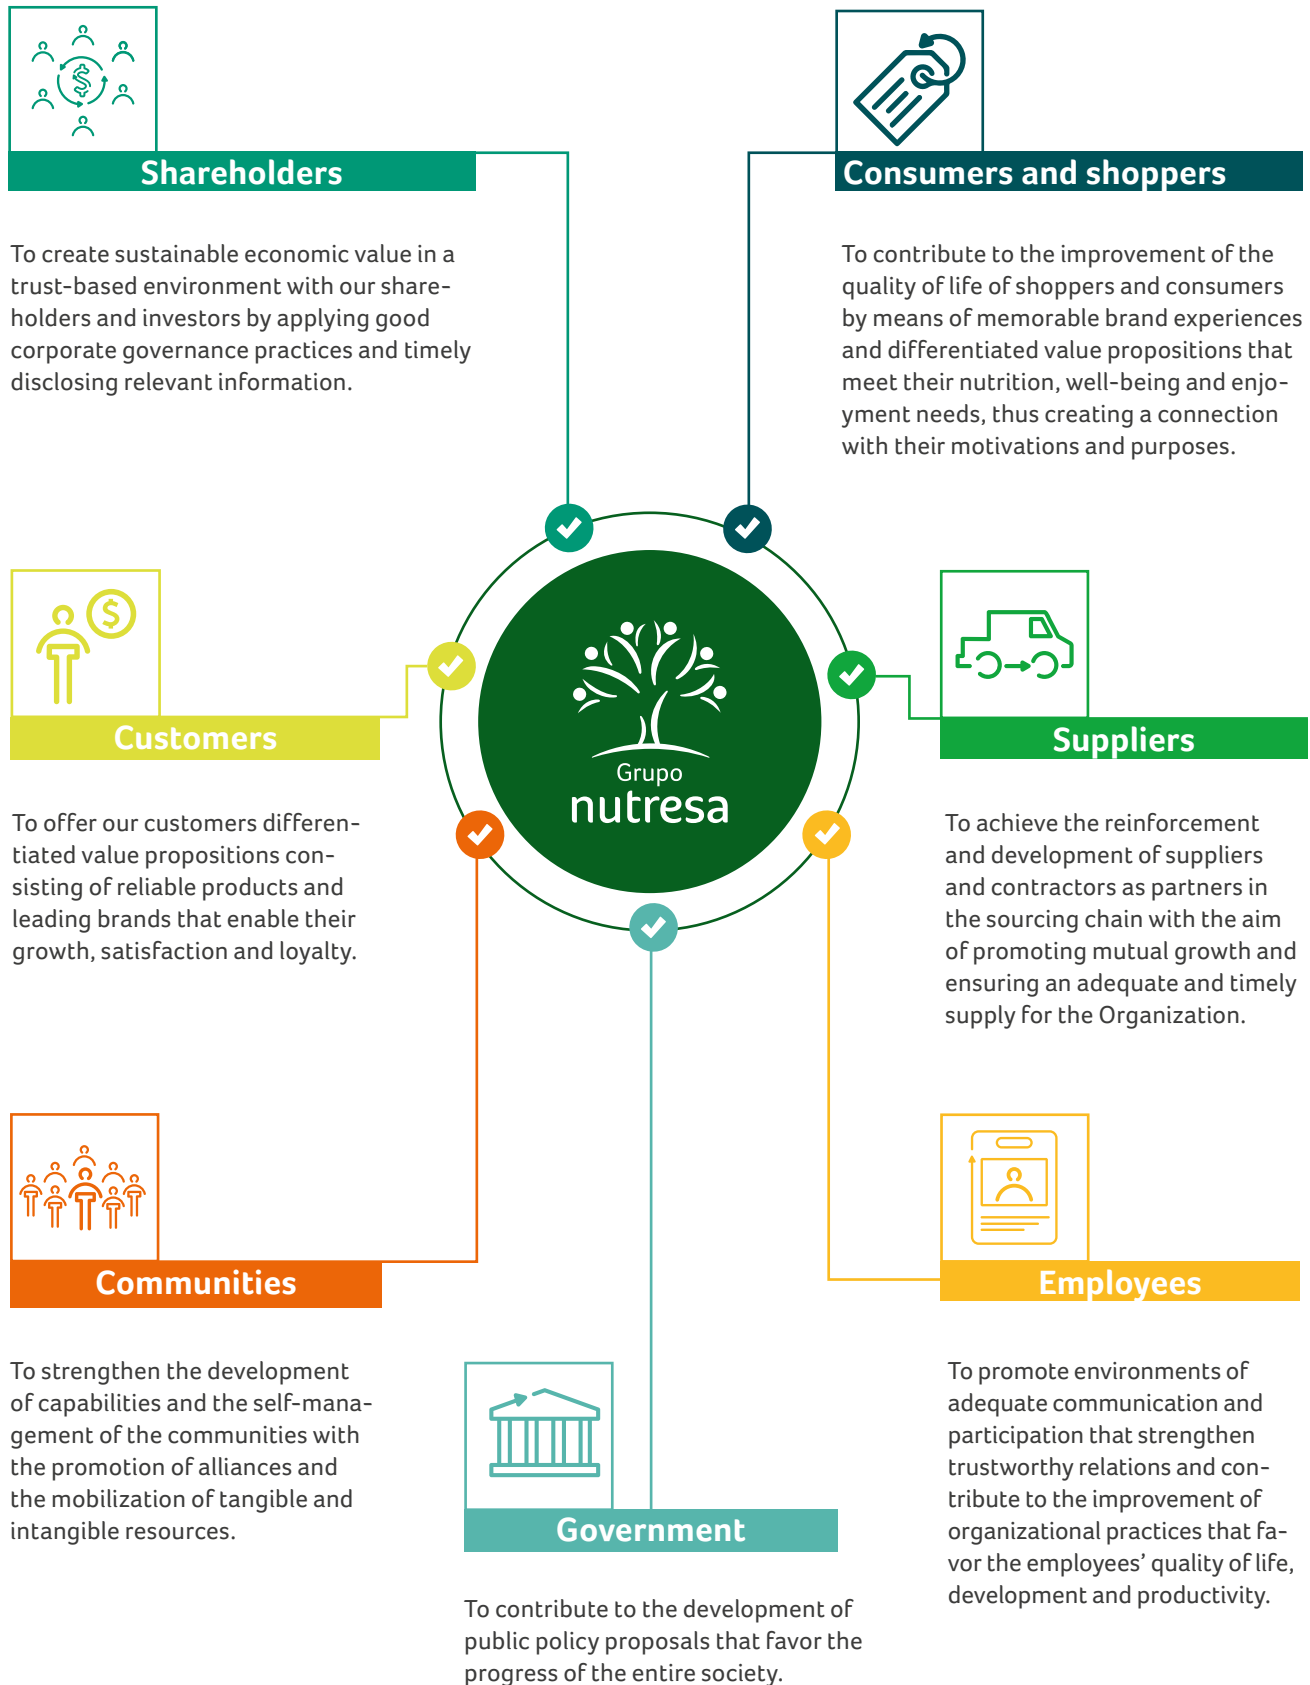 Shareholders
To create sustainable economic value in a
trust-based environment with our share-
holders and investors by applying good
corporate governance practices and timely
disclosing relevant information.
Consumers and shoppers
To contribute to the improvement of the
quality of life of shoppers and consumers
by means of memorable brand experiences
and differentiated value propositions that
meet their nutrition, well-being and enjo-
yment needs, thus creating a connection
with their motivations and purposes.
Customers
To offer our customers differen-
tiated value propositions con-
sisting of reliable products and
leading brands that enable their
growth, satisfaction and loyalty.
Grupo
nutresa
Suppliers
To achieve the reinforcement
and development of suppliers
and contractors as partners in
the sourcing chain with the aim
of promoting mutual growth and
ensuring an adequate and timely
supply for the Organization.
Communities
To strengthen the development
of capabilities and the self-mana-
gement of the communities with
the promotion of alliances and
the mobilization of tangible and
intangible resources.
Government
To contribute to the development of
public policy proposals that favor the
progress of the entire society.
Employees
To promote environments of
adequate communication and
participation that strengthen
trustworthy relations and con-
tribute to the improvement of
organizational practices that fa-
vor the employees’ quality of life,
development and productivity.